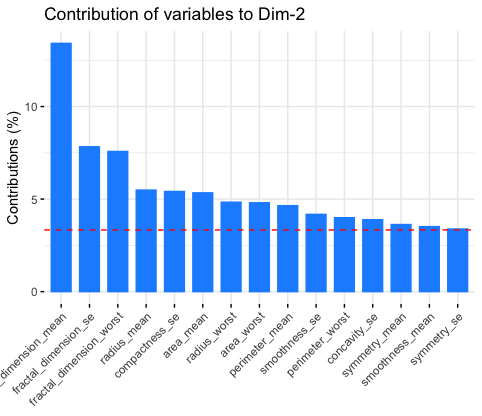 Contribution of variables to Dim-2
Contributions (%)
10
5
0
_dimension_mean
fractal_dimension_se
fractal_dimension_worst
radius_mean
compactness_se
area_mean
radius_worst
area_worst
perimeter_mean
smoothness_se
perimeter_worst
concavity_se
symmetry_mean
smoothness_mean
symmetry_se